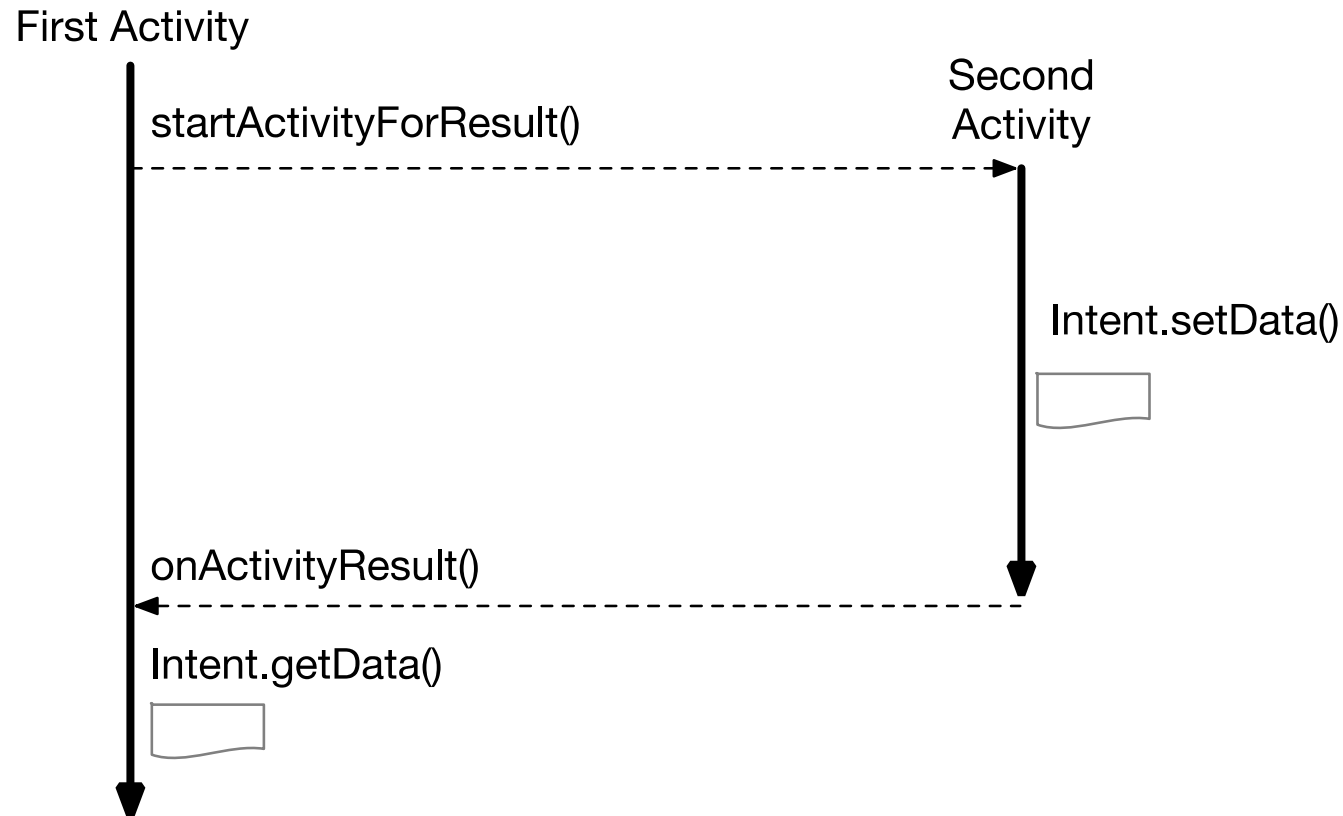 First Activity
Second
Activity
startActivityForResult()
Intent.setData()
onActivityResult()
Intent.getData()